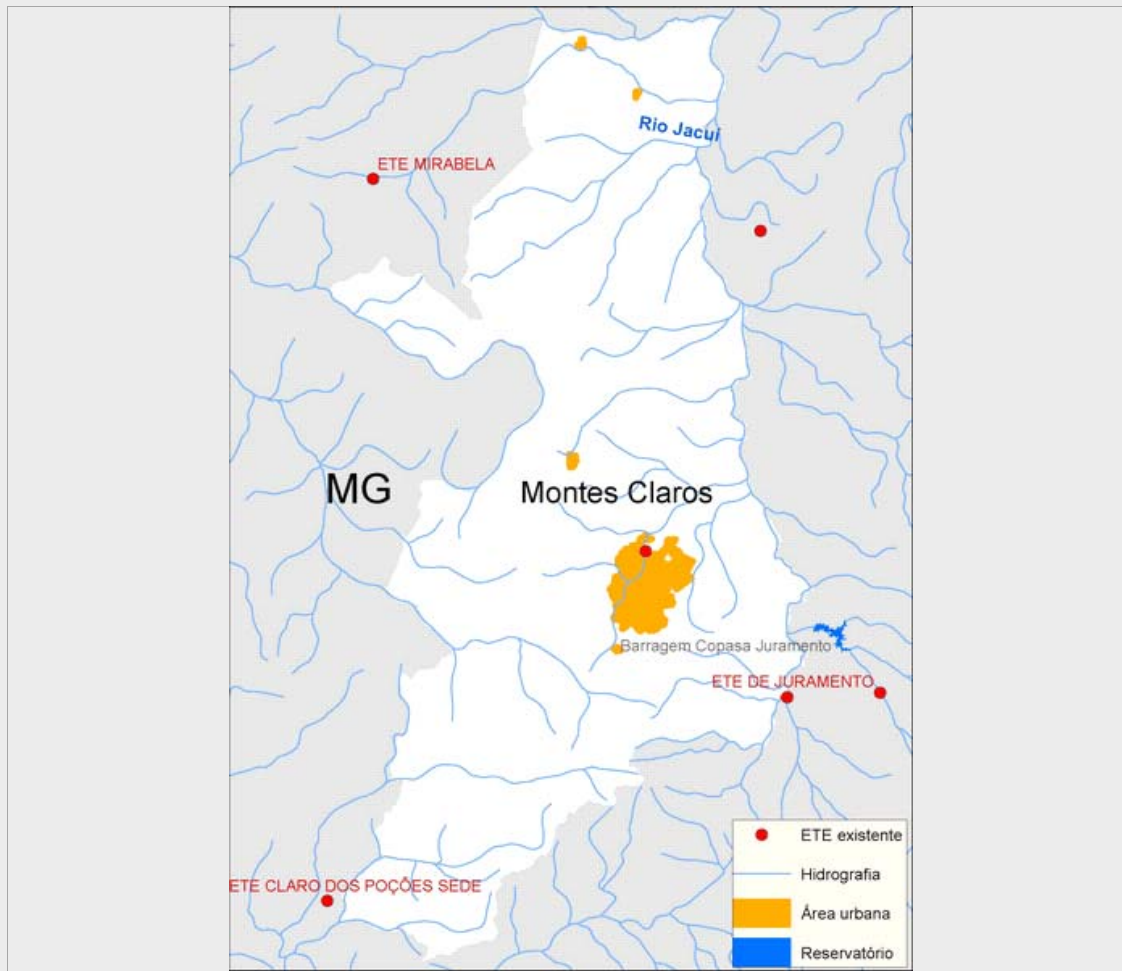 Rio Jacuí
ETE MIRABELA
MG
Montes Claros
Barragem Copasa Juramento
ETE DE JURAMENTO
ETE CLARO DOS POÇÕES SEDE
ETE existente
Hidrografia
Área urbana
Reservatório